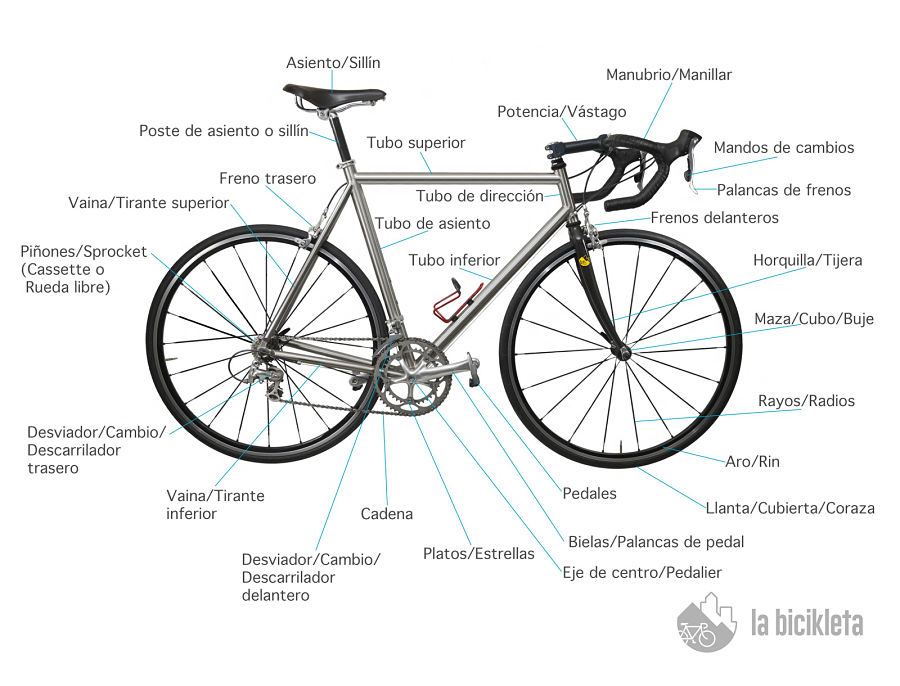 Asiento/Sillín
Manubrio/Manillar
Potencia/Vástago
Poste de asiento o sillín
Tubo superior
Mandos de cambios
Freno trasero
Palancas de frenos
Tubo de dirección
Vaina/Tirante superior
Frenos delanteros
Tubo de asiento
Piñones/Sprocket
(Cassette o
Rueda libre)
Tubo inferior
Horquilla/Tijera
Maza/Cubo/Buje
Rayos/Radios
Desviador/Cambio/
Descarrilador
trasero
Aro/Rin
Vaina/Tirante
inferior
Pedales
Cadena
Llanta/Cubierta/Coraza
Bielas/Palancas de pedal
Platos/Estrellas
Desviador/Cambio/
Descarrilador
delantero
Eje de centro/Pedalier
la bicikleta